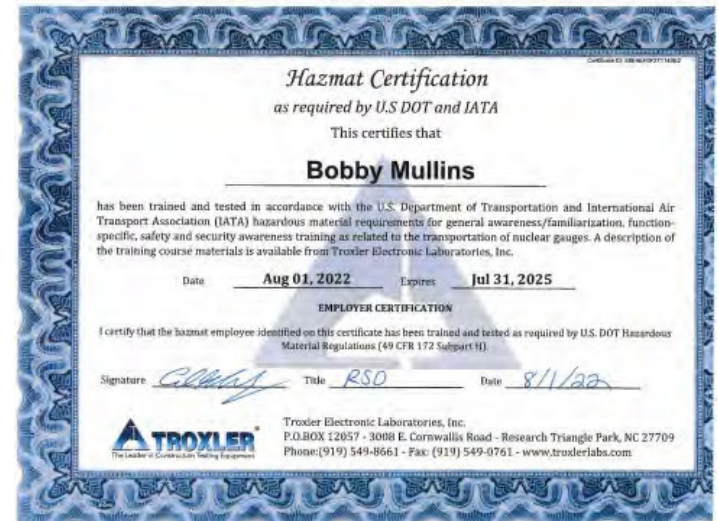 Hazmat Certification
as required by U.S DOT and IATA
This certifies that
Bobby Mullins
has been trained and tested in accordance with the U.S. Department of Transportation and International Air
Transport Association (IATA) hazardous material requirements for general awareness/familiarization, function-
specific, safety and security awareness training as related to the transportation of nuclear gauges. A description of
the training course materials is available from Troxler Electronic Laboratories, Inc.
Date Aug 01, 2022 Expires Jul 31, 2025
EMPLOYER CERTIFICATION
I certify that the hazmat employee identified on this certificate has been trained and tested as required by U.S. DOT Hazardous
Material Regulations (49 CFR 172 Subpart H).
Signature Title RSO Date 8/1/22
TROXLER
The Leader in Construction Testing Equipment
Troxler Electronic Laboratories, Inc.
P.O.BOX 12057 - 3008 E. Cornwallis Road - Research Triangle Park, NC 27709
Phone:(919) 549-8661 - Fax: (919) 549-0761 - www.troxlerlabs.com